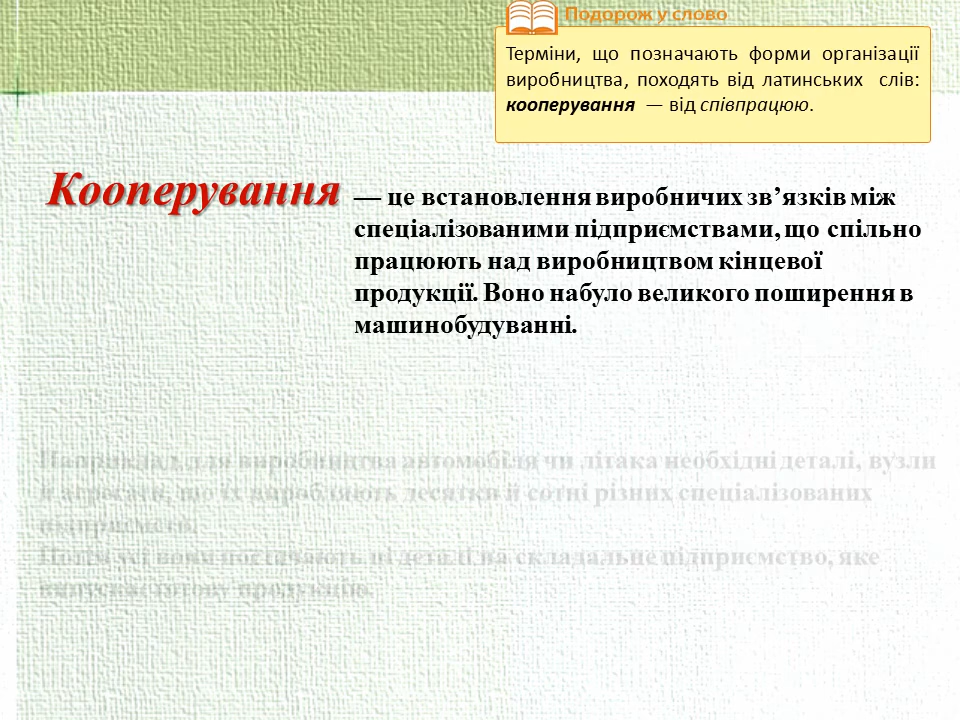 Подорож у слово
Терміни, що позначають форми організації
виробництва, походять від латинських слів:
кооперування — від співпрацюю.
Кооперування
— це встановлення виробничих зв’язків між
спеціалізованими підприємствами, що спільно
працюють над виробництвом кінцевої
продукції. Воно набуло великого поширення в
машинобудуванні.
Наприклад, для виробництва автомобіля чи літака необхідні деталі, вузли
й агрегати, що їх виробляють десятки й сотні різних спеціалізованих
підприємств.
Потім усі вони постачають ці деталі на складальне підприємство, яке
випускає готову продукцію.